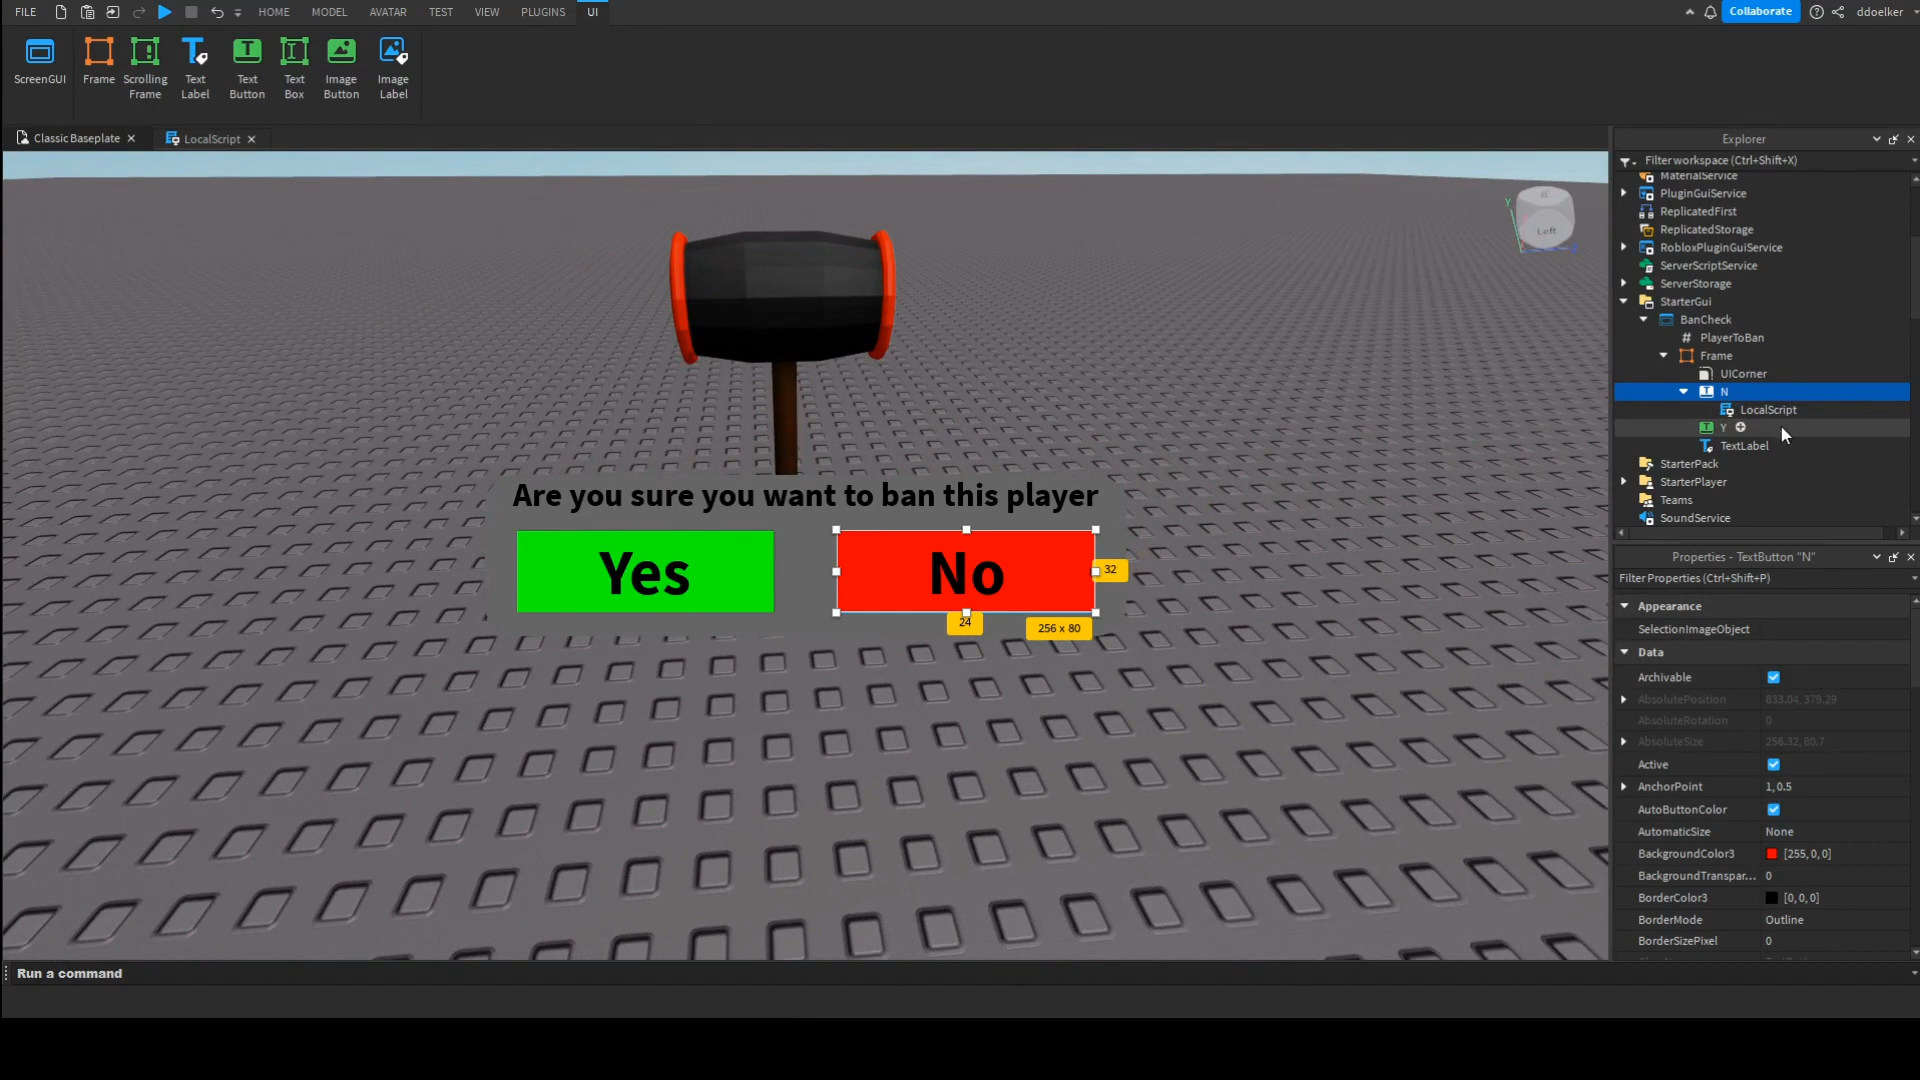 FILE HOME MODEL AVATAR TEST VIEW PLUGINS UI Collaborate ddoelker
ScreenGUI
Frame
Scrolling
Frame
Text
Label
Text
Button
Text
Box
Image
Button
Image
Label
Classic Baseplate
LocalScript
Y
Left
Are you sure you want to ban this player
Yes
No
32
24
256 x 80
Run a command
Explorer
Filter workspace (Ctrl+Shift+X)
MaterialService
PluginGuiService
ReplicatedFirst
ReplicatedStorage
RobloxPluginGuiService
ServerScriptService
ServerStorage
StarterGui
BanCheck
# PlayerToBan
Frame
UICorner
N
LocalScript
Y
TextLabel
StarterPack
StarterPlayer
Teams
SoundService
Properties - TextButton "N"
Filter Properties (Ctrl+Shift+P)
Appearance
SelectionImageObject
Data
Archivable
AbsolutePosition 833.04, 379.29
AbsoluteRotation 0
AbsoluteSize 256.32, 80.7
Active
AnchorPoint 1, 0.5
AutoButtonColor
AutomaticSize None
BackgroundColor3 [255, 0, 0]
BackgroundTranspar... 0
BorderColor3 [0, 0, 0]
BorderMode Outline
BorderSizePixel 0